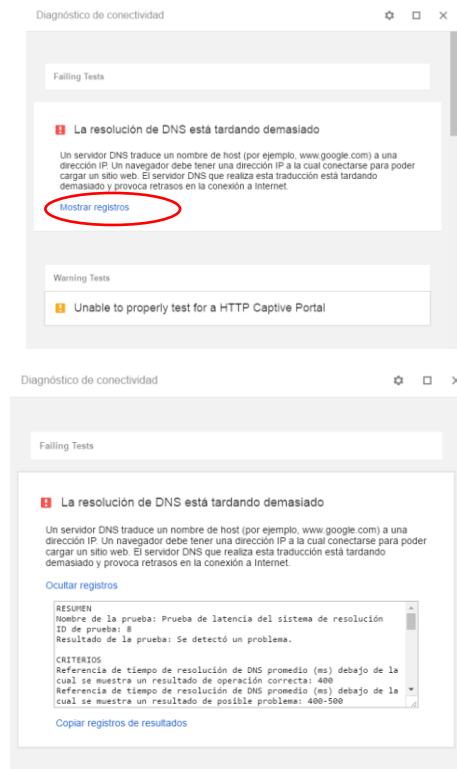 Diagnóstico de conectividad
Failing Tests
La resolución de DNS está tardando demasiado
Un servidor DNS traduce un nombre de host (por ejemplo, www.google.com) a una
dirección IP. Un navegador debe tener una dirección IP a la cual conectarse para poder
cargar un sitio web. El servidor DNS que realiza esta traducción está tardando
demasiado y provoca retrasos en la conexión a Internet.
Mostrar registros
Warning Tests
Unable to properly test for a HTTP Captive Portal
Diagnóstico de conectividad
Failing Tests
La resolución de DNS está tardando demasiado
Un servidor DNS traduce un nombre de host (por ejemplo, www.google.com) a una
dirección IP. Un navegador debe tener una dirección IP a la cual conectarse para poder
cargar un sitio web. El servidor DNS que realiza esta traducción está tardando
demasiado y provoca retrasos en la conexión a Internet.
Ocultar registros
RESUMEN
Nombre de la prueba: Prueba de latencia del sistema de resolución
ID de prueba: 8
Resultado de la prueba: Se detectó un problema.
CRITERIOS
Referencia de tiempo de resolución de DNS promedio (ms) debajo de la
cual se muestra un resultado de operación correcta: 400
Referencia de tiempo de resolución de DNS promedio (ms) debajo de la
cual se muestra un resultado de posible problema: 400-500
Copiar registros de resultados